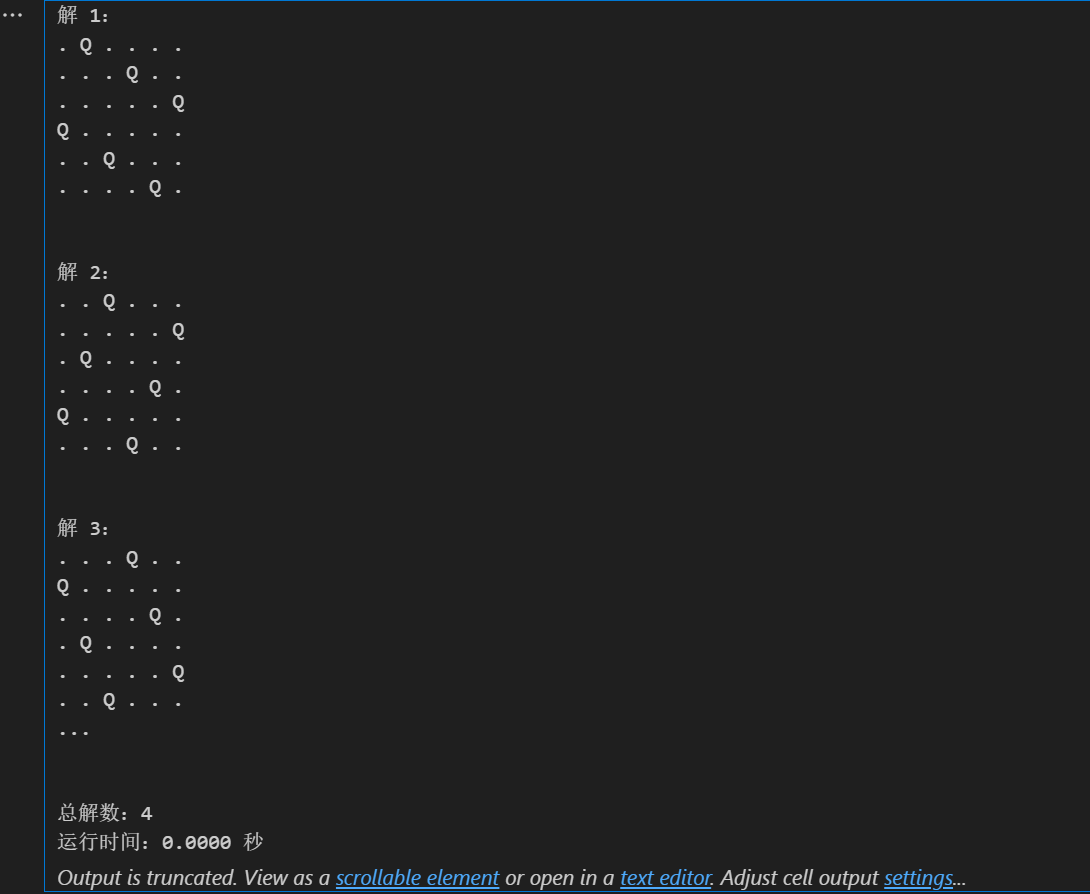 ...
解 1:
. Q . . . .
. . . Q . .
. . . . . Q
Q . . . . .
. . Q . . .
. . . . Q .
解 2:
. . Q . . .
. . . . . Q
. Q . . . .
. . . . Q .
Q . . . . .
. . . Q . .
解 3:
. . . Q . .
Q . . . . .
. . . . Q .
. Q . . . .
. . . . . Q
. . Q . . .
...
总解数: 4
运行时间: 0.0000 秒
Output is truncated. View as a scrollable element or open in a text editor. Adjust cell output settings...